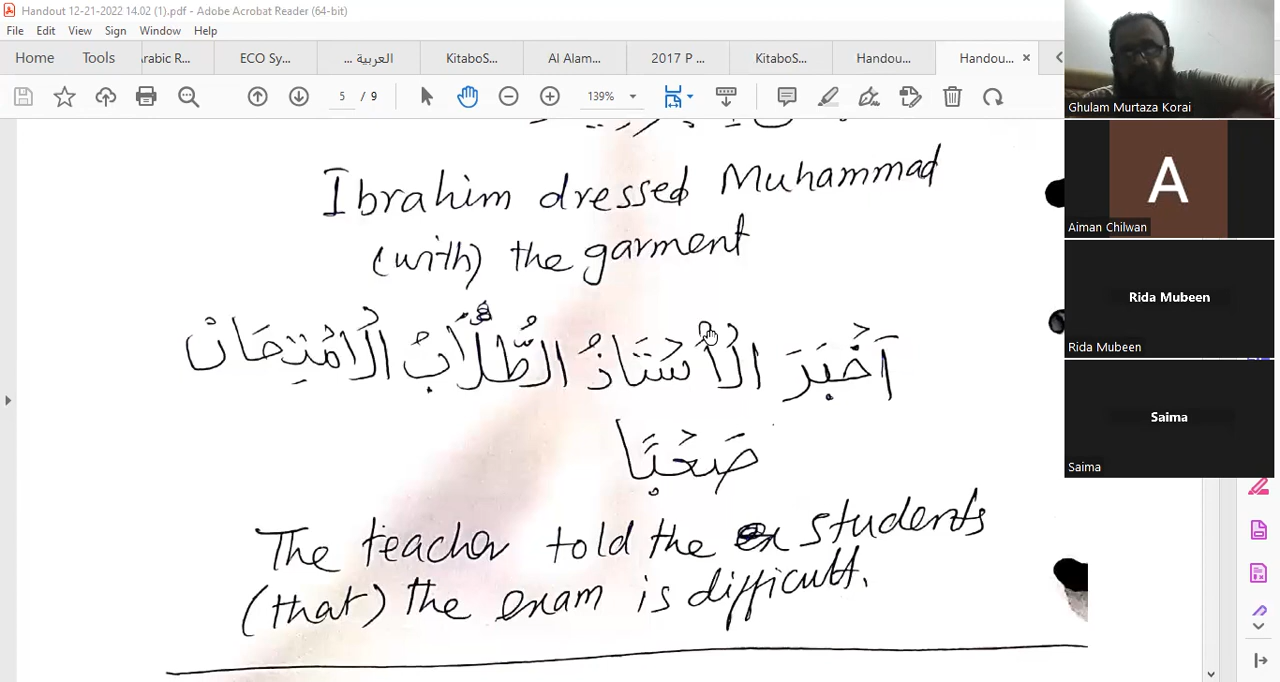 Handout 12-21-2022 14.02 (1).pdf - Adobe Acrobat Reader (64-bit)
File Edit View Sign Window Help
Home Tools arabic R... ECO Sy... العربية ... KitaboS... Al Alam... 2017 P ... KitaboS... Handou... Handou... ×
5 / 9 139%
Ibrahim dressed Muhammad
(with) the garment
أَخْبَرَ الْأُسْتَاذُ الطُّلَّابَ الْامْتِحَانَ
صَعْبًا
The teacher told the students
(that) the exam is difficult.
Ghulam Murtaza Korai
A
Aiman Chilwan
Rida Mubeen
Rida Mubeen
Saima
Saima